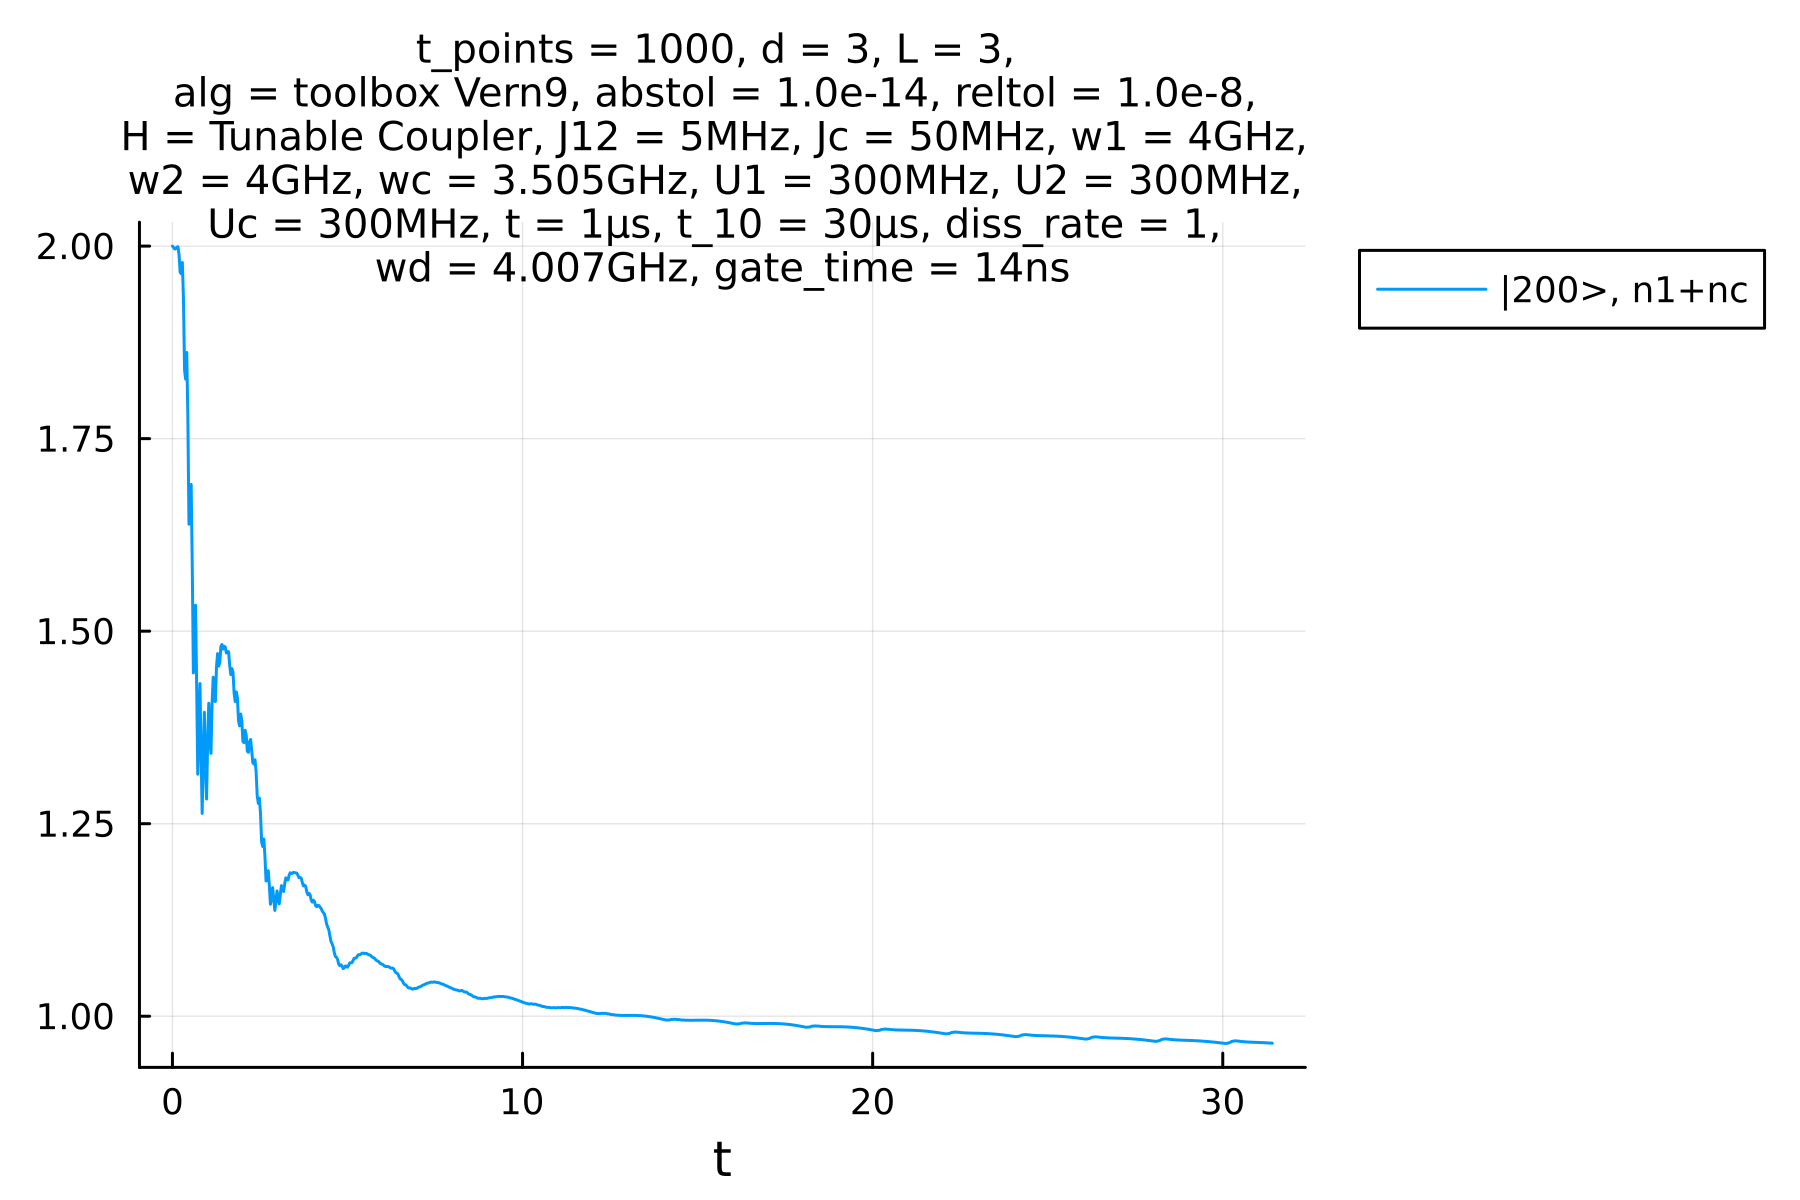 t_points = 1000, d = 3, L = 3,
alg = toolbox Vern9, abstol = 1.0e-14, reltol = 1.0e-8,
H = Tunable Coupler, J12 = 5MHz, Jc = 50MHz, w1 = 4GHz,
w2 = 4GHz, wc = 3.505GHz, U1 = 300MHz, U2 = 300MHz,
Uc = 300MHz, t = 1μs, t_10 = 30μs, diss_rate = 1,
wd = 4.007GHz, gate_time = 14ns
2.00
1.75
1.50
1.25
1.00
|200>, n1+nc
0 10 20 30
t